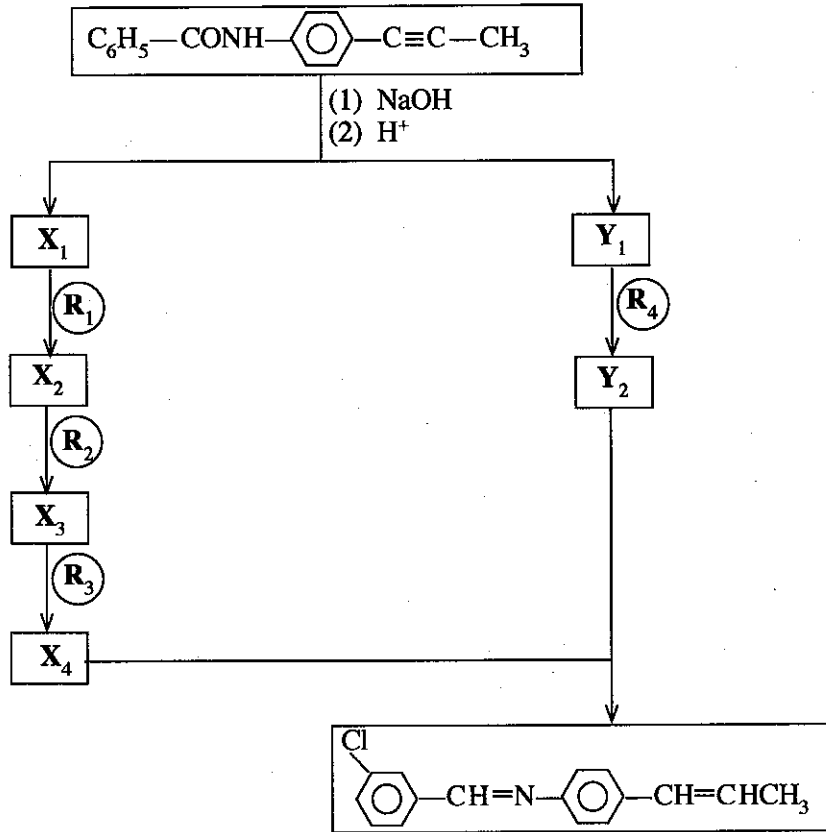 C₆H₅—CONH— —C≡C—CH₃
(1) NaOH
(2) H⁺
X₁ Y₁
R₁ R₄
X₂ Y₂
R₂
X₃
R₃
X₄
Cl
—CH=N— —CH=CHCH₃